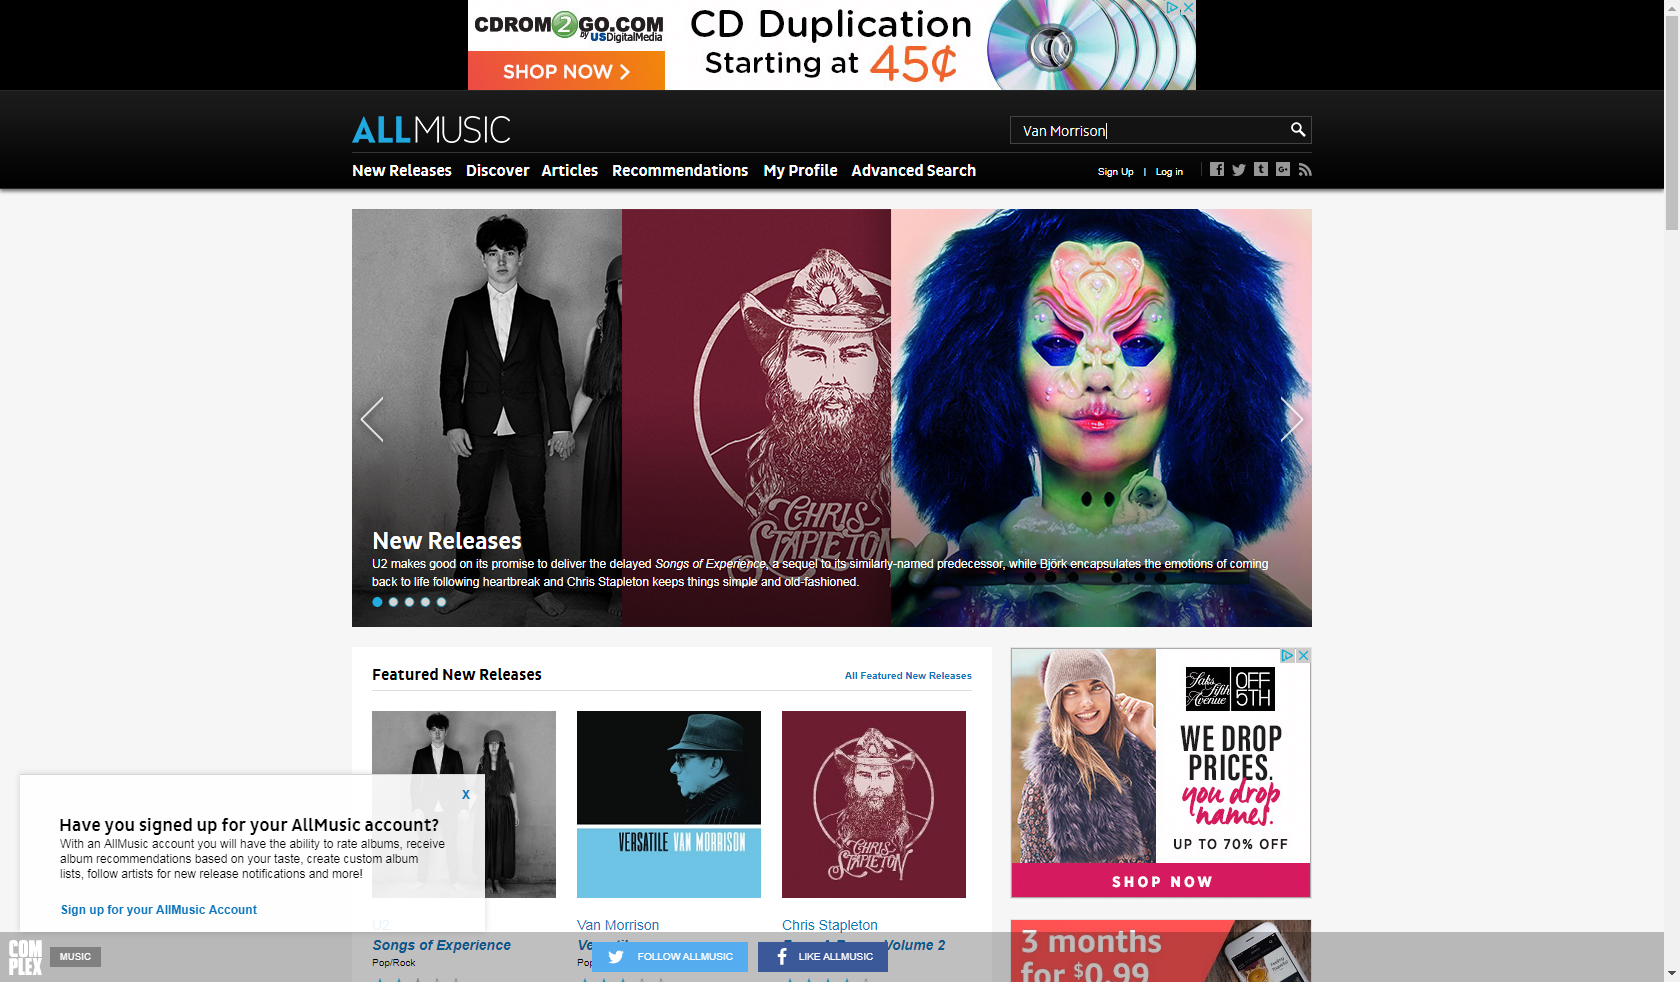 CDROM2GO.COM
by USDigitalMedia
SHOP NOW
CD Duplication
Starting at 45¢
ALLMUSIC
Van Morrison
New Releases Discover Articles Recommendations My Profile Advanced Search
Sign Up | Log in
CHRIS
STAPLETON
New Releases
U2 makes good on its promise to deliver the delayed Songs of Experience, a sequel to its similarly-named predecessor, while Björk encapsulates the emotions of coming
back to life following heartbreak and Chris Stapleton keeps things simple and old-fashioned.
Featured New Releases
All Featured New Releases
VERSATILE VAN MORRISON
CHRIS
STAPLETON
Saks
Fifth
Avenue
OFF
5TH
WE DROP
PRICES.
you drop
names.
UP TO 70% OFF
SHOP NOW
X
Have you signed up for your AllMusic account?
With an AllMusic account you will have the ability to rate albums, receive
album recommendations based on your taste, create custom album
lists, follow artists for new release notifications and more!
Sign up for your AllMusic Account
U2
Songs of Experience
Pop/Rock
Van Morrison
Chris Stapleton
Volume 2
3 months
for $0.99
COM
PLEX
MUSIC
FOLLOW ALLMUSIC
LIKE ALLMUSIC